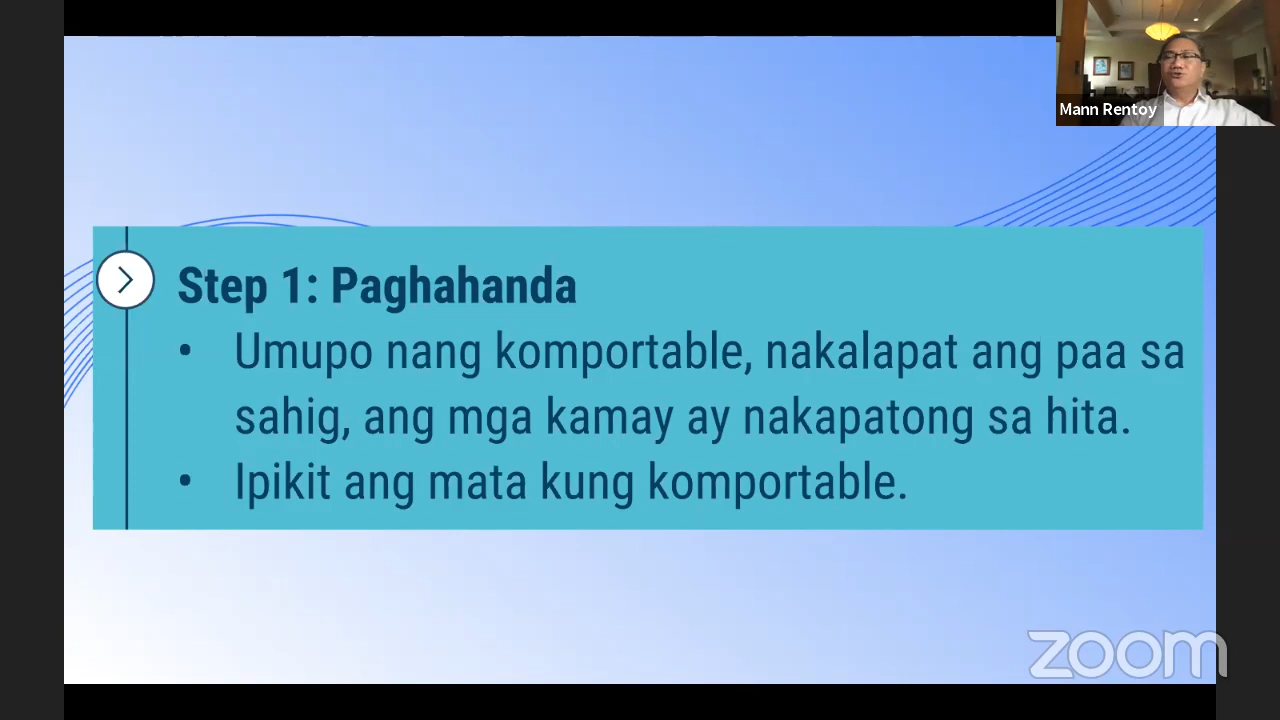 Mann Rentoy
Step 1: Paghahanda
• Umupo nang komportable, nakalapat ang paa sa
sahig, ang mga kamay ay nakapatong sa hita.
• Ipikit ang mata kung komportable.
zoom